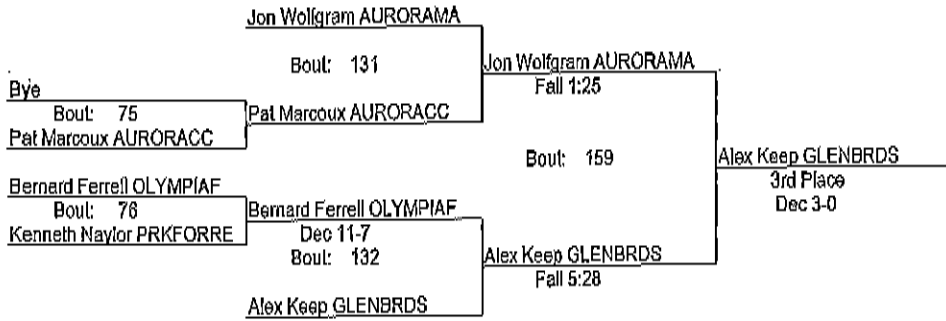 Jon Wolfgram AURORAMA
Bout: 131
Jon Wolfgram AURORAMA
Fall 1:25
Bye
Bout: 75
Pat Marcoux AURORACC
Pat Marcoux AURORACC
Bout: 159
Alex Keep GLENBRDS
3rd Place
Dec 3-0
Bernard Ferrell OLYMPIAF
Bout: 76
Kenneth Naylor PRKFORRE
Bernard Ferrell OLYMPIAF
Dec 11-7
Bout: 132
Alex Keep GLENBRDS
Fall 5:28
Alex Keep GLENBRDS